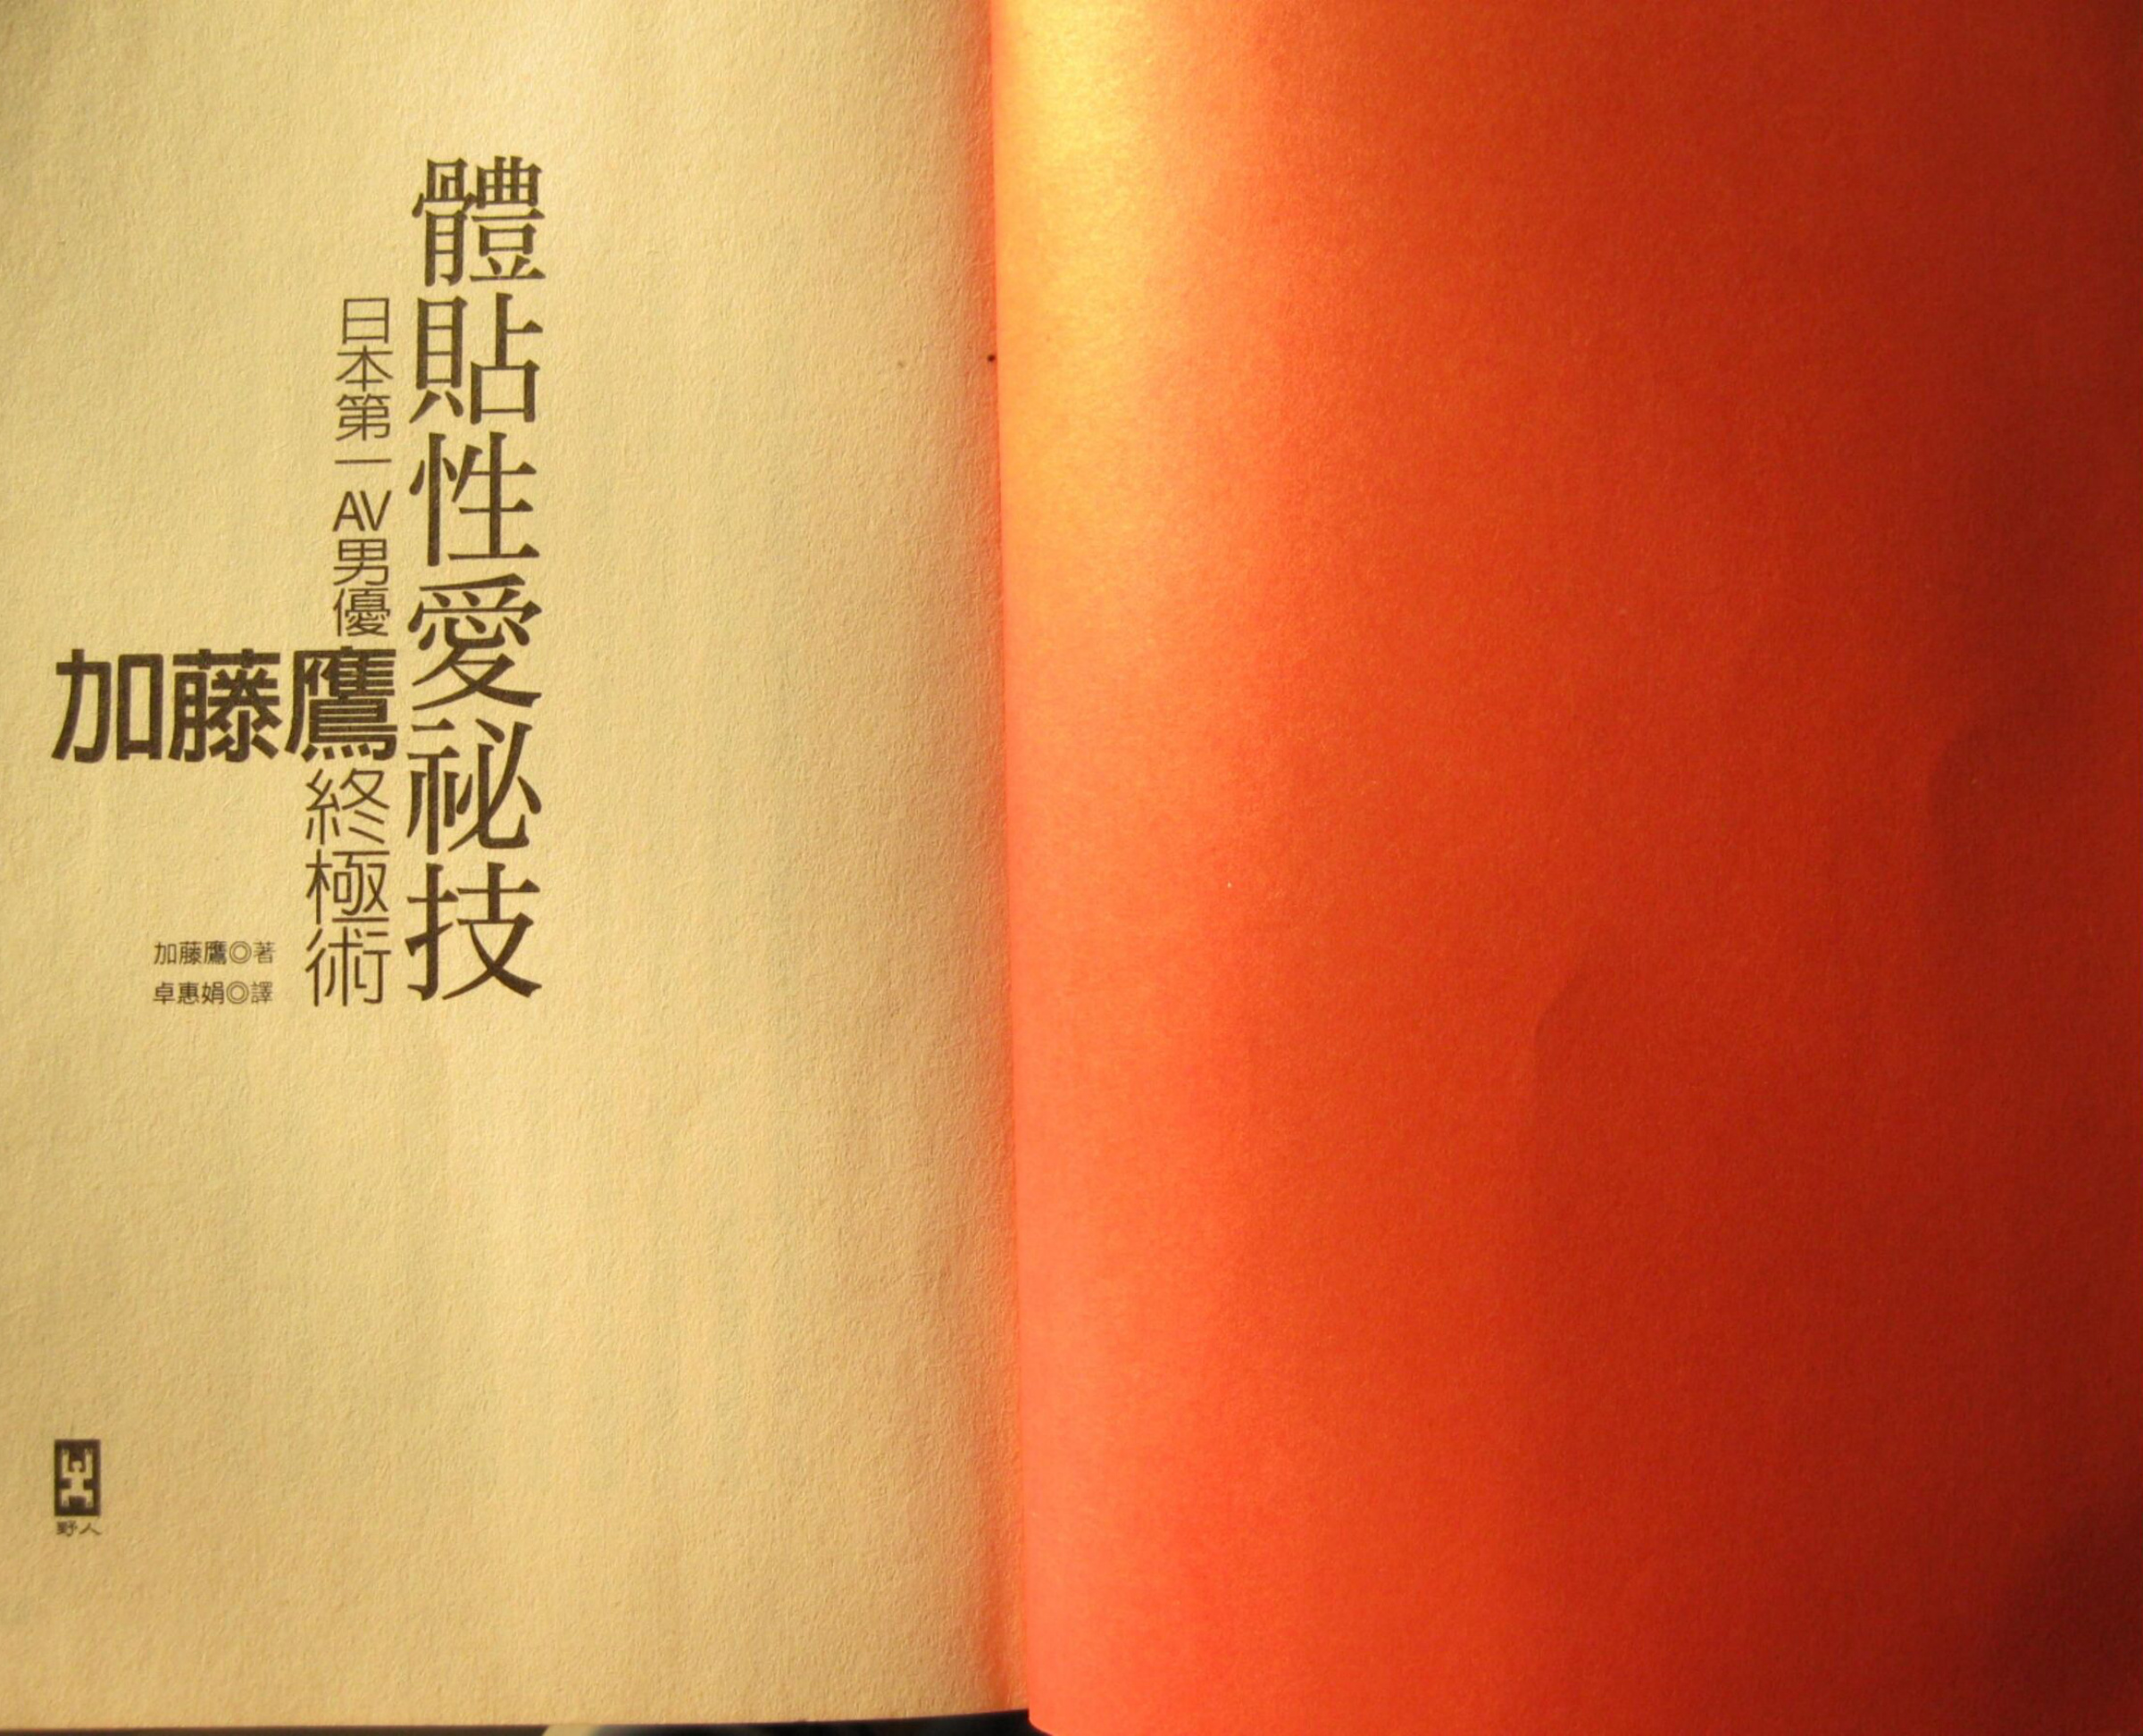 體貼性愛祕技
日本第一AV男優
加藤鷹
終極術
加藤鷹◎著
卓惠娟◎譯
野人